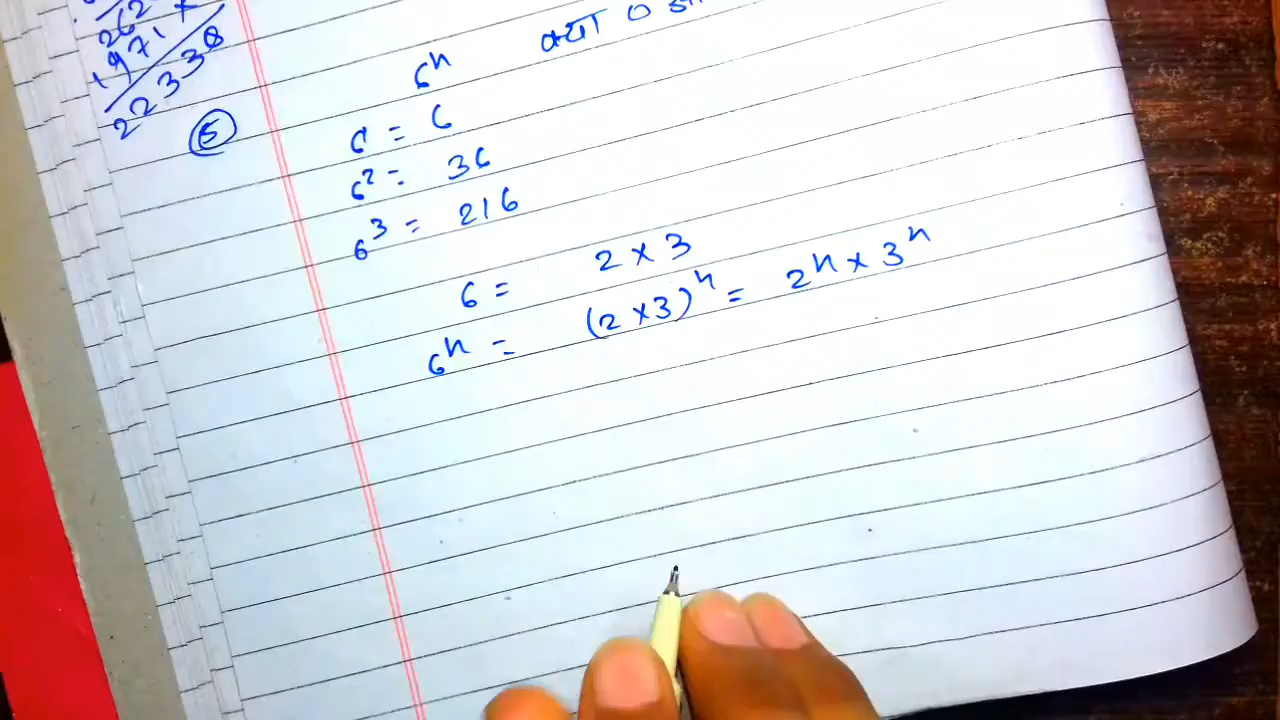 262
1971 x
22338
6ⁿ क्या 0
⑤
6¹ = 6
6² = 36
6³ = 216
6 = 2 x 3
6ⁿ = (2 x 3)ⁿ = 2ⁿ x 3ⁿ